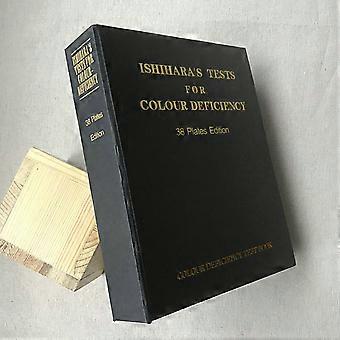 ISHIHARA'S
TESTS FOR
COLOUR
DEFICIENCY
38 Plates
Edition
ISHIHARA'S TESTS
FOR
COLOUR DEFICIENCY
38 Plates Edition
COLOUR DEFICIENCY TEST BOOK